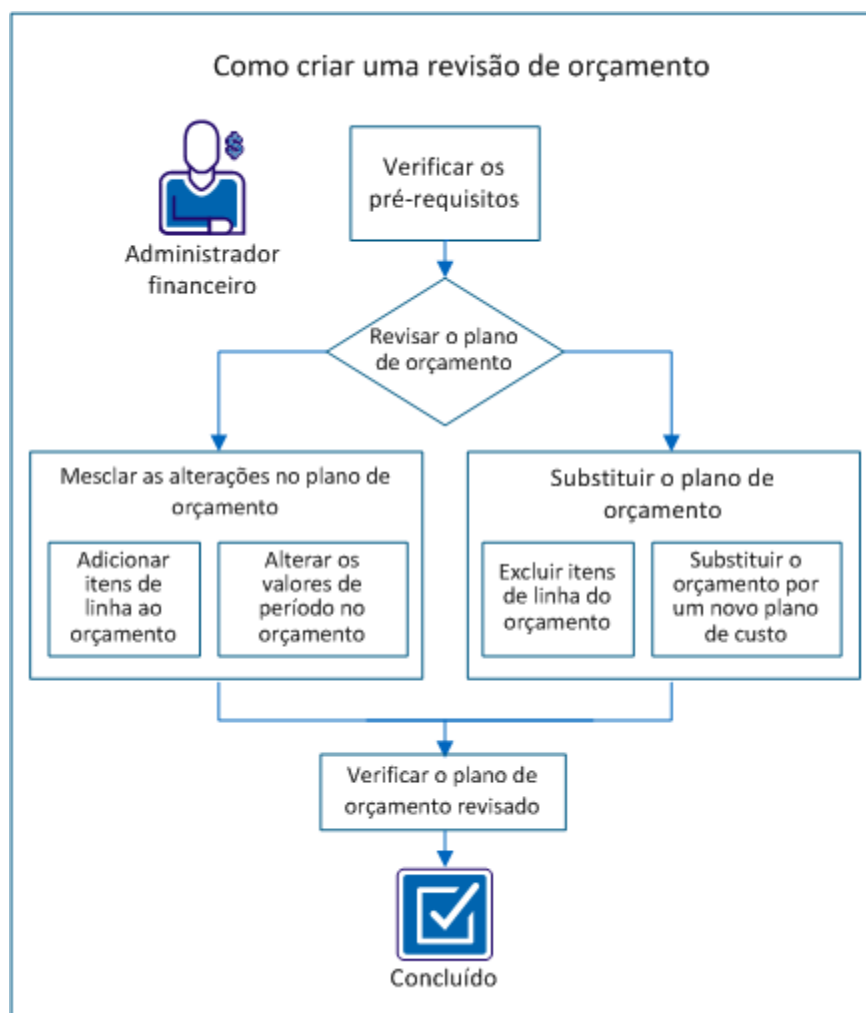 Como criar uma revisão de orçamento
Administrador
financeiro
Verificar os
pré-requisitos
Revisar o plano
de orçamento
Mesclar as alterações no plano de
orçamento
Adicionar
itens de
linha ao
orçamento
Alterar os
valores de
período no
orçamento
Substituir o plano de
orçamento
Excluir itens
de linha do
orçamento
Substituir o
orçamento por
um novo plano
de custo
Verificar o plano de
orçamento revisado
Concluído